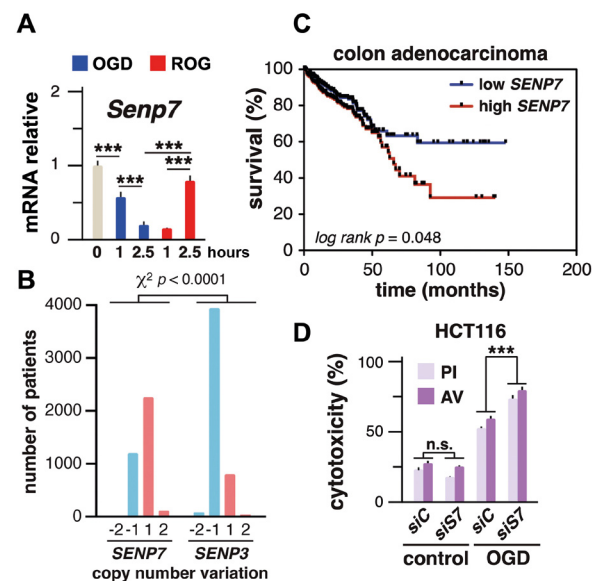 A
OGD ROG
Senp7
mRNA relative
2
1
0
***
***
***
***
0 1 2.5 1 2.5 hours
B
χ² p < 0.0001
number of patients
4000
3000
2000
1000
0
-2 -1 1 2 -2 -1 1 2
SENP7 SENP3
copy number variation
C
colon adenocarcinoma
survival (%)
100
80
60
40
20
0
low SENP7
high SENP7
log rank p = 0.048
0 50 100 150 200
time (months)
D
HCT116
cytotoxicity (%)
100
50
0
PI
AV
n.s.
***
siC siS7 siC siS7
control OGD